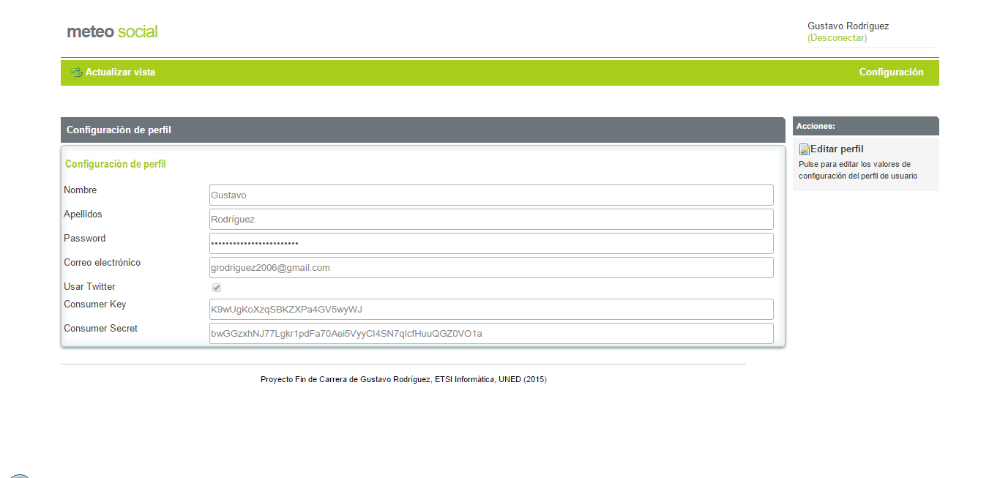 meteo social
Gustavo Rodríguez
(Desconectar)
Actualizar vista
Configuración
Configuración de perfil
Acciones:
Editar perfil
Pulse para editar los valores de
configuración del perfil de usuario
Configuración de perfil
Nombre
Gustavo
Apellidos
Rodríguez
Password
••••••••••••••••••••••••
Correo electrónico
grodriguez2006@gmail.com
Usar Twitter
Consumer Key
K9wUgKoXzqSBKZXPa4GV5wyWJ
Consumer Secret
bwGGzxhNJ77Lgkr1pdFa70Aei5VyyCl4SN7qIcfHuuQGZ0VO1a
Proyecto Fin de Carrera de Gustavo Rodríguez, ETSI Informática, UNED (2015)